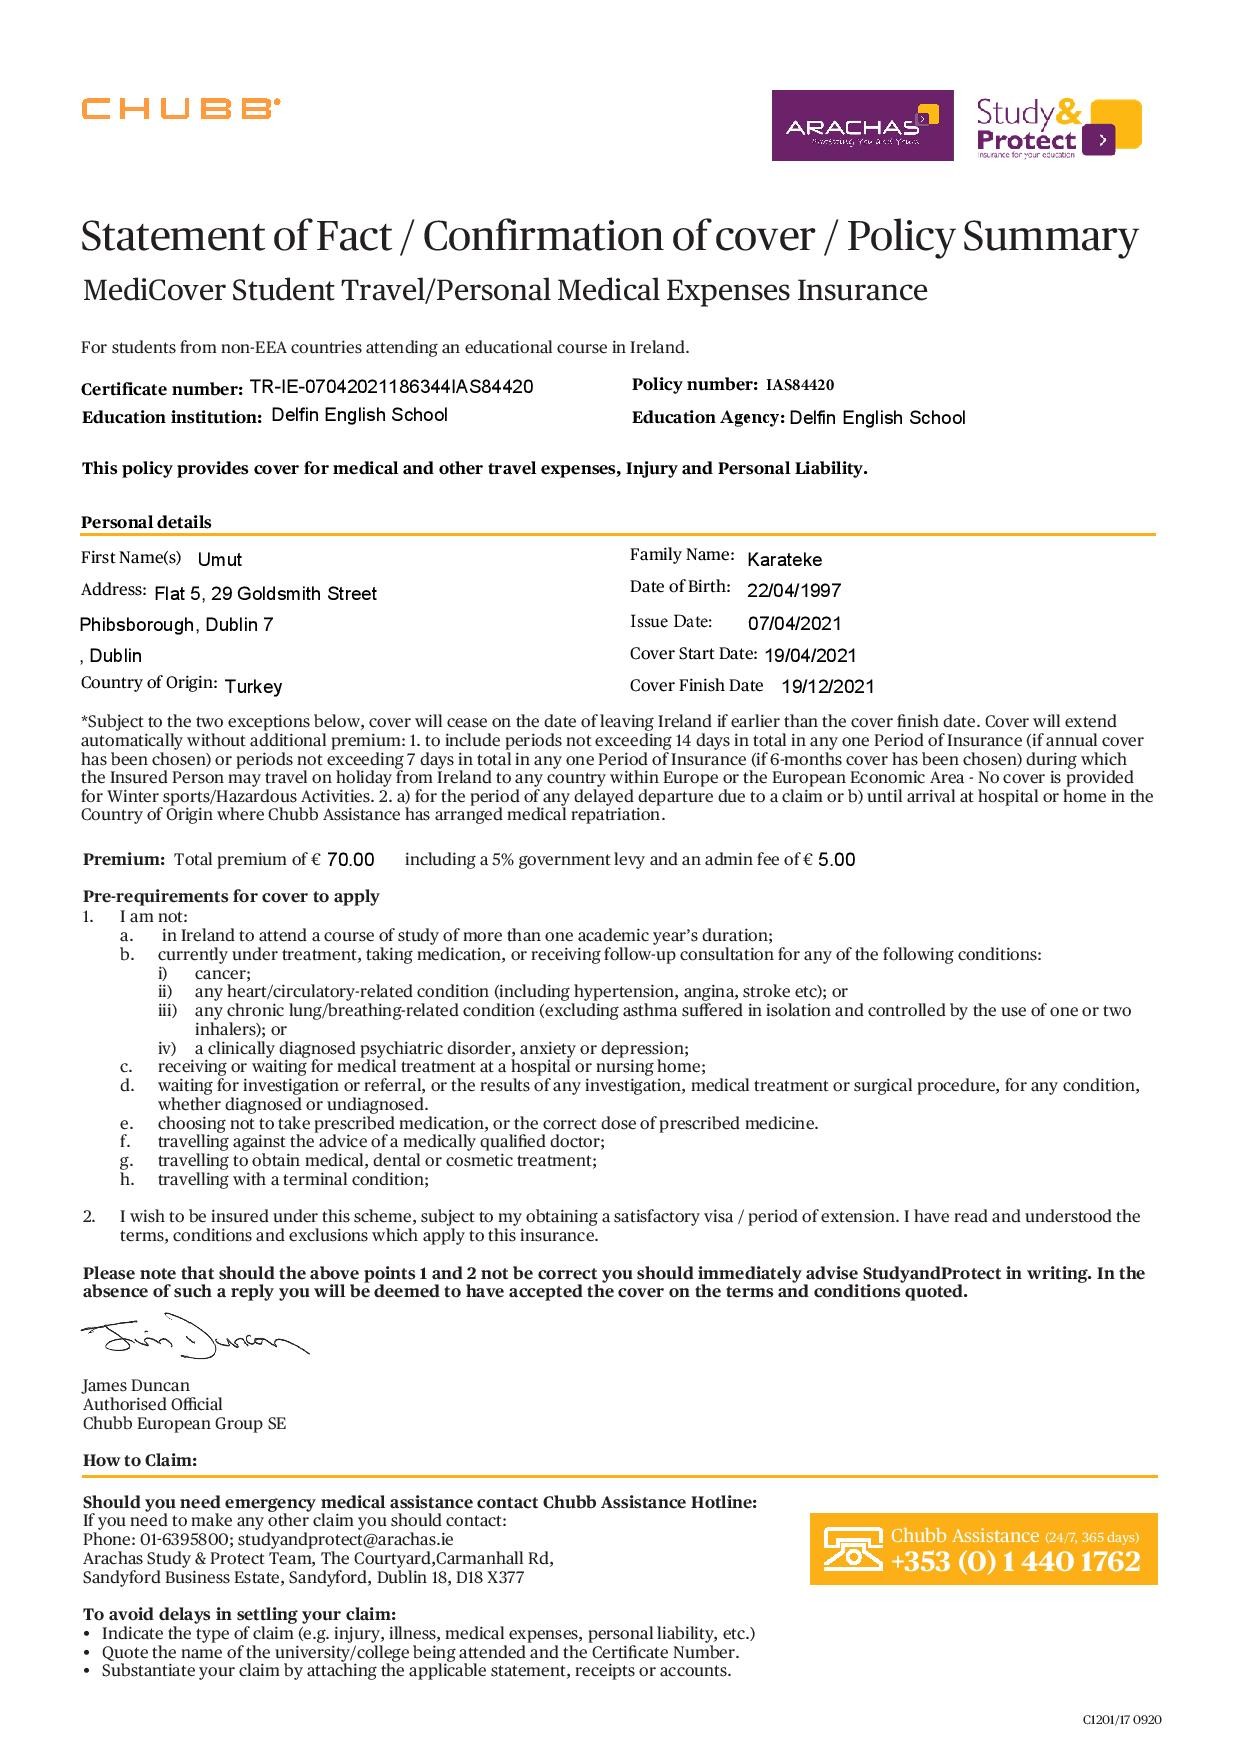 CHUBB®
ARACHAS
Study&
Protect
Insurance for your education
Statement of Fact / Confirmation of cover / Policy Summary
MediCover Student Travel/Personal Medical Expenses Insurance
For students from non-EEA countries attending an educational course in Ireland.
Certificate number: TR-IE-07042021186344IAS84420 Policy number: IAS84420
Education institution: Delfin English School Education Agency: Delfin English School
This policy provides cover for medical and other travel expenses, Injury and Personal Liability.
Personal details
First Name(s) Umut Family Name: Karateke
Address: Flat 5, 29 Goldsmith Street Date of Birth: 22/04/1997
Phibsborough, Dublin 7 Issue Date: 07/04/2021
, Dublin Cover Start Date: 19/04/2021
Country of Origin: Turkey Cover Finish Date 19/12/2021
*Subject to the two exceptions below, cover will cease on the date of leaving Ireland if earlier than the cover finish date. Cover will extend
automatically without additional premium: 1. to include periods not exceeding 14 days in total in any one Period of Insurance (if annual cover
has been chosen) or periods not exceeding 7 days in total in any one Period of Insurance (if 6-months cover has been chosen) during which
the Insured Person may travel on holiday from Ireland to any country within Europe or the European Economic Area - No cover is provided
for Winter sports/Hazardous Activities. 2. a) for the period of any delayed departure due to a claim or b) until arrival at hospital or home in the
Country of Origin where Chubb Assistance has arranged medical repatriation.
Premium: Total premium of € 70.00 including a 5% government levy and an admin fee of € 5.00
Pre-requirements for cover to apply
1. I am not:
a. in Ireland to attend a course of study of more than one academic year's duration;
b. currently under treatment, taking medication, or receiving follow-up consultation for any of the following conditions:
i) cancer;
ii) any heart/circulatory-related condition (including hypertension, angina, stroke etc); or
iii) any chronic lung/breathing-related condition (excluding asthma suffered in isolation and controlled by the use of one or two
inhalers); or
iv) a clinically diagnosed psychiatric disorder, anxiety or depression;
c. receiving or waiting for medical treatment at a hospital or nursing home;
d. waiting for investigation or referral, or the results of any investigation, medical treatment or surgical procedure, for any condition,
whether diagnosed or undiagnosed.
e. choosing not to take prescribed medication, or the correct dose of prescribed medicine.
f. travelling against the advice of a medically qualified doctor;
g. travelling to obtain medical, dental or cosmetic treatment;
h. travelling with a terminal condition;
2. I wish to be insured under this scheme, subject to my obtaining a satisfactory visa / period of extension. I have read and understood the
terms, conditions and exclusions which apply to this insurance.
Please note that should the above points 1 and 2 not be correct you should immediately advise StudyandProtect in writing. In the
absence of such a reply you will be deemed to have accepted the cover on the terms and conditions quoted.
James Duncan
Authorised Official
Chubb European Group SE
How to Claim:
Should you need emergency medical assistance contact Chubb Assistance Hotline:
If you need to make any other claim you should contact:
Phone: 01-6395800; studyandprotect@arachas.ie
Arachas Study & Protect Team, The Courtyard,Carmanhall Rd,
Sandyford Business Estate, Sandyford, Dublin 18, D18 X377
Chubb Assistance (24/7, 365 days)
+353 (0) 1 440 1762
To avoid delays in settling your claim:
• Indicate the type of claim (e.g. injury, illness, medical expenses, personal liability, etc.)
• Quote the name of the university/college being attended and the Certificate Number.
• Substantiate your claim by attaching the applicable statement, receipts or accounts.
C1201/17 0920